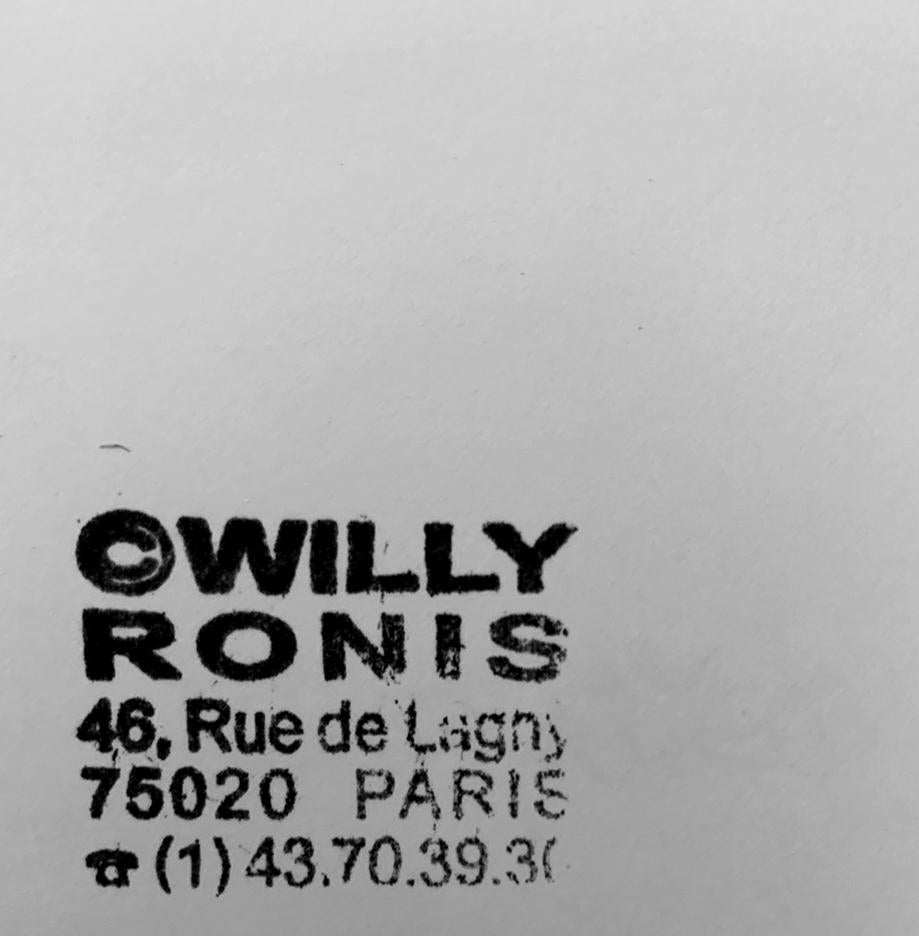 ©WILLY
RONIS
46, Rue de Lagny
75020 PARIS
☎ (1) 43.70.39.3